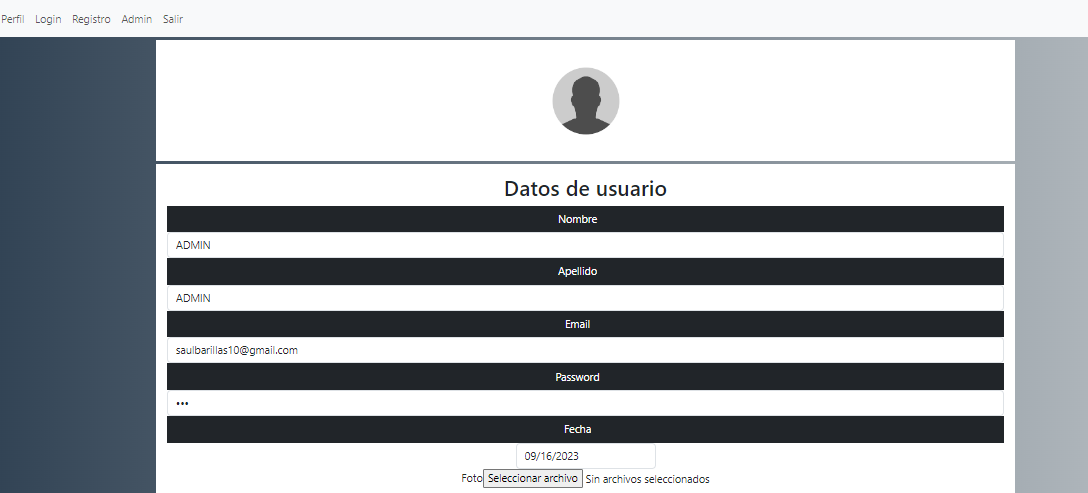 Perfil Login Registro Admin Salir
Datos de usuario
Nombre
ADMIN
Apellido
ADMIN
Email
saulbarillas10@gmail.com
Password
•••
Fecha
09/16/2023
Foto Seleccionar archivo Sin archivos seleccionados